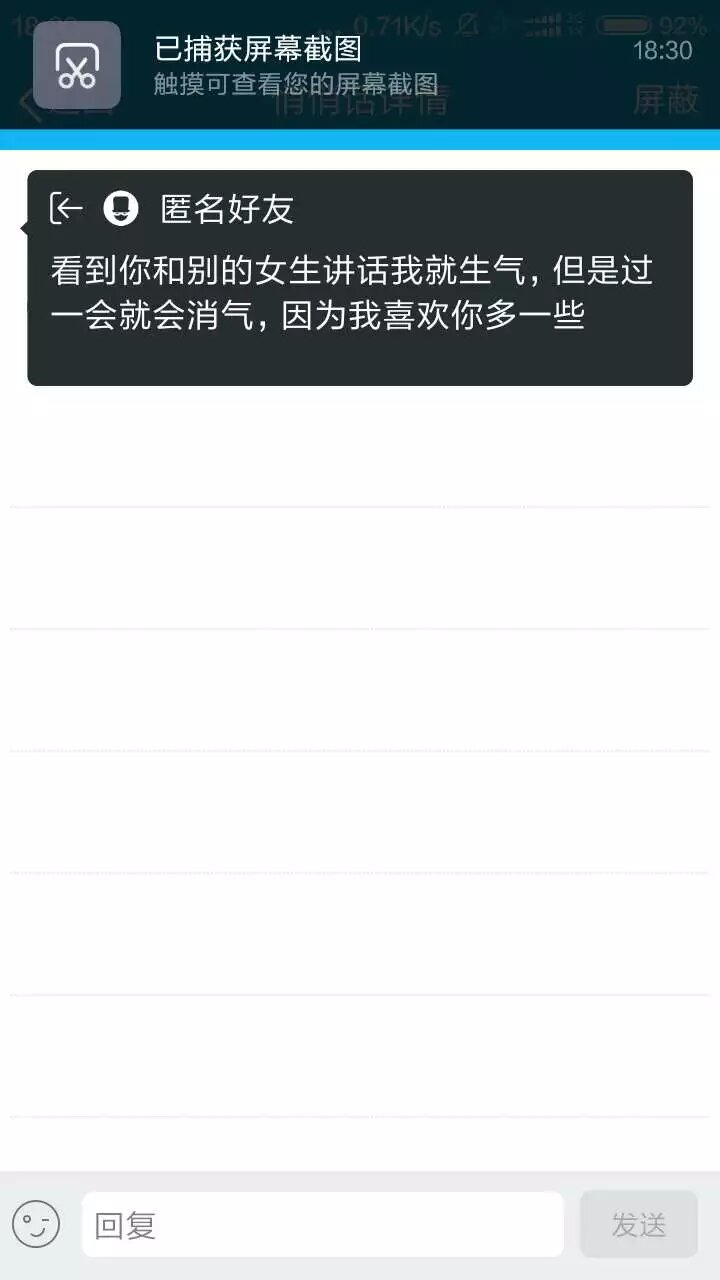 已捕获屏幕截图
18:30
触摸可查看您的屏幕截图
0.71K/s
92%
悄悄话详情
屏蔽
匿名好友
看到你和别的女生讲话我就生气，但是过
一会就会消气，因为我喜欢你多一些
回复
发送